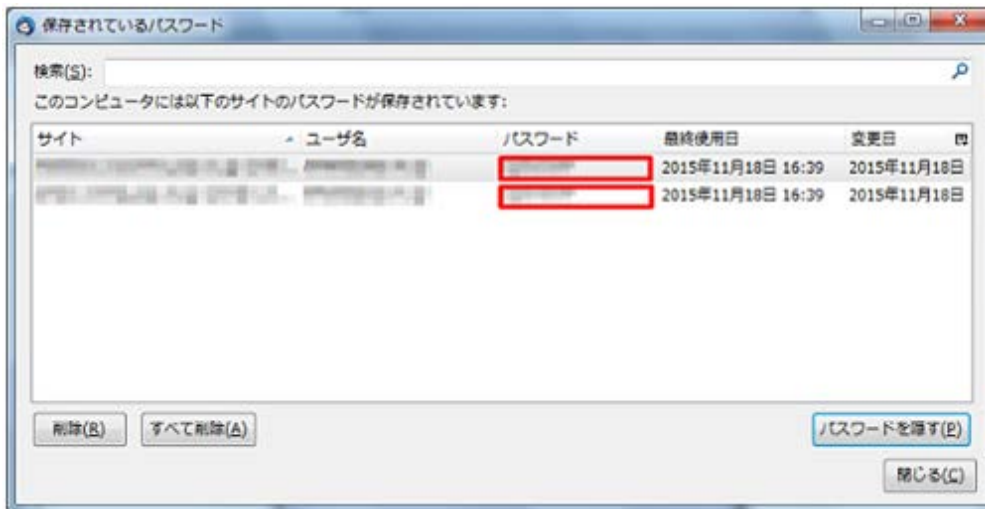 保存されているパスワード
検索(S):
このコンピュータには以下のサイトのパスワードが保存されています:
サイト ユーザ名 パスワード 最終使用日 変更日
2015年11月18日 16:39 2015年11月18日
2015年11月18日 16:39 2015年11月18日
削除(R) すべて削除(A) パスワードを隠す(P)
閉じる(C)